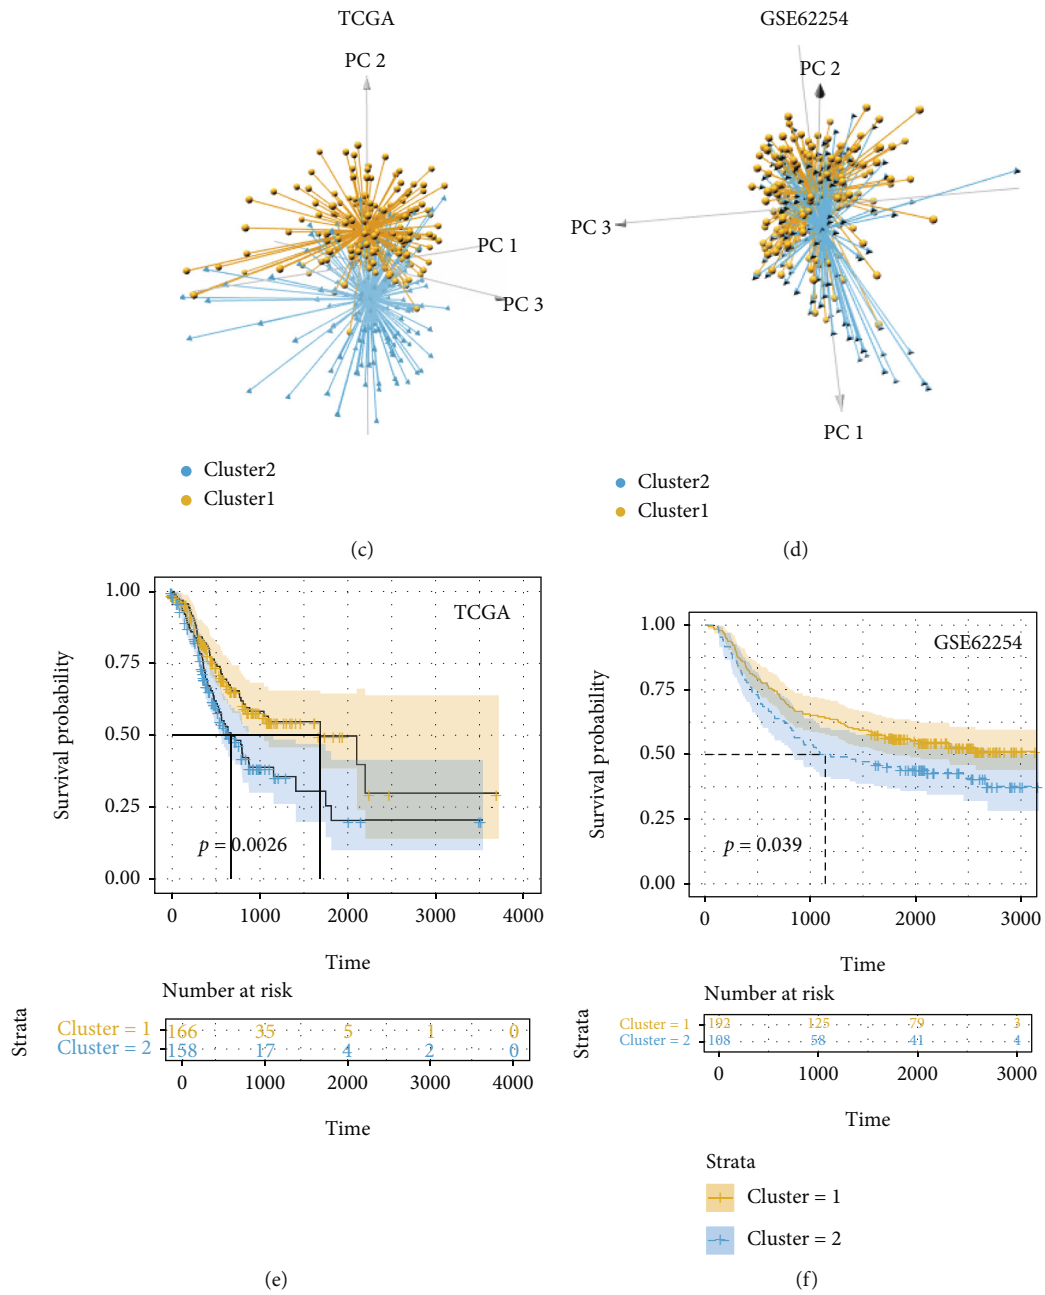 TCGA
PC 2
PC 1
PC 3
Cluster2
Cluster1
(c)
GSE62254
PC 2
PC 3
PC 1
Cluster2
Cluster1
(d)
TCGA
Survival probability
1.00
0.75
0.50
0.25
0.00
p = 0.0026
0 1000 2000 3000 4000
Time
Number at risk
Strata
Cluster = 1 166 35 5 1 0
Cluster = 2 158 17 4 2 0
0 1000 2000 3000 4000
Time
(e)
GSE62254
Survival probability
1.00
0.75
0.50
0.25
0.00
p = 0.039
0 1000 2000 3000
Time
Number at risk
Strata
Cluster = 1 192 125 79 3
Cluster = 2 108 58 41 4
0 1000 2000 3000
Time
Strata
Cluster = 1
Cluster = 2
(f)